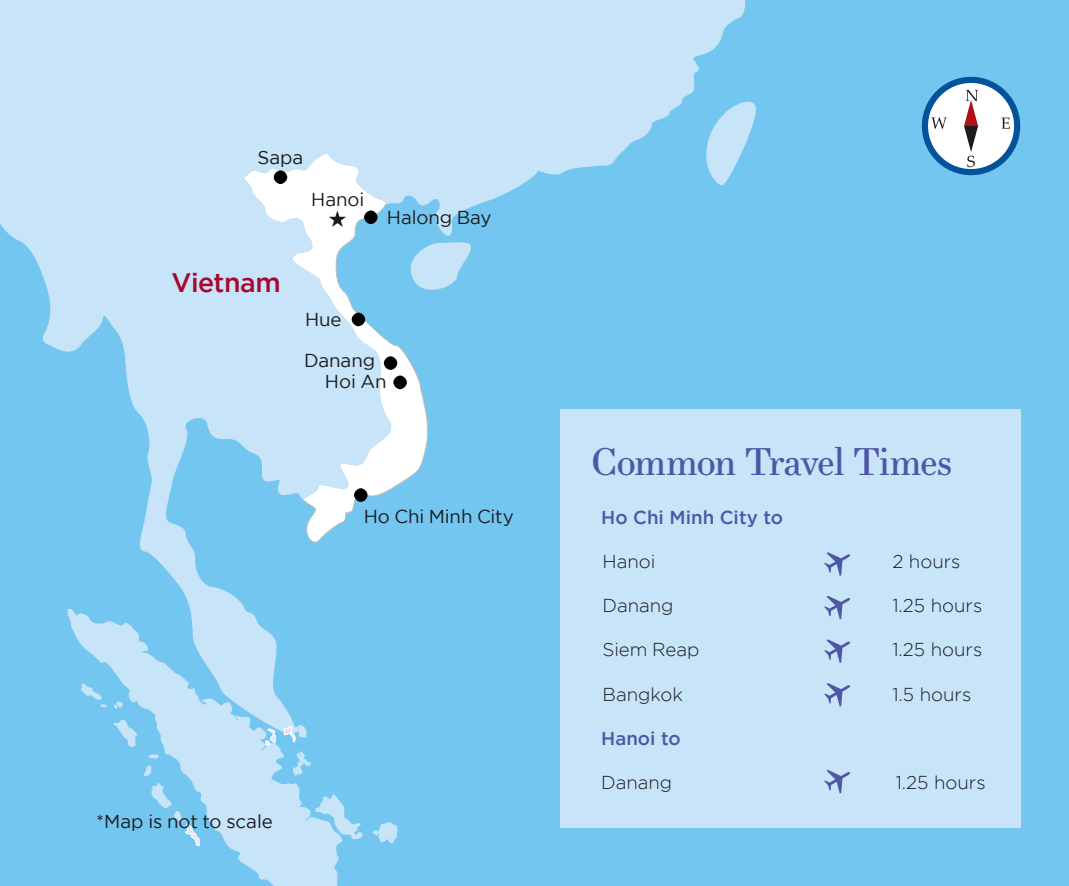 N
W
E
S
Sapa
Hanoi
Halong Bay
Vietnam
Hue
Danang
Hoi An
Ho Chi Minh City
*Map is not to scale
Common Travel Times
Ho Chi Minh City to
Hanoi 2 hours
Danang 1.25 hours
Siem Reap 1.25 hours
Bangkok 1.5 hours
Hanoi to
Danang 1.25 hours